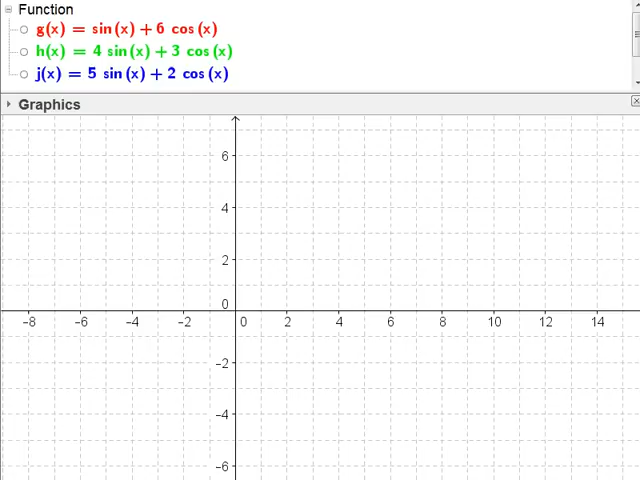 Function
g(x) = sin(x) + 6 cos(x)
h(x) = 4 sin(x) + 3 cos(x)
j(x) = 5 sin(x) + 2 cos(x)
Graphics
6
4
2
0
-8 -6 -4 -2 0 2 4 6 8 10 12 14
-2
-4
-6